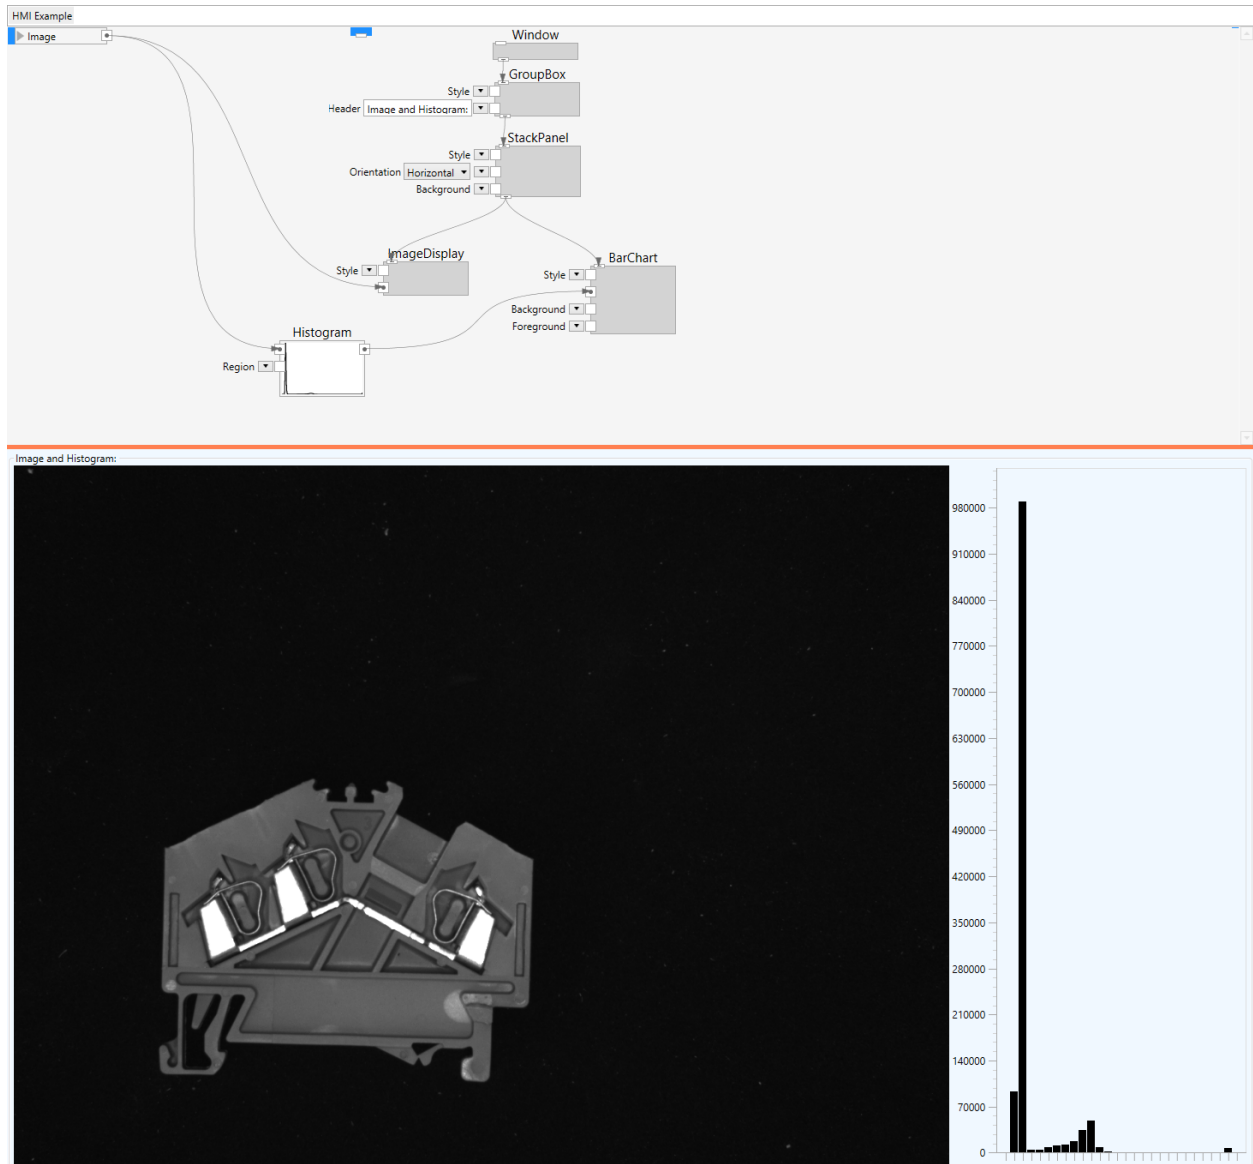 HMI Example
Image
Window
GroupBox
Style
Header Image and Histogram:
StackPanel
Style
Orientation Horizontal
Background
ImageDisplay
Style
BarChart
Style
Background
Foreground
Histogram
Region
Image and Histogram:
980000
910000
840000
770000
700000
630000
560000
490000
420000
350000
280000
210000
140000
70000
0